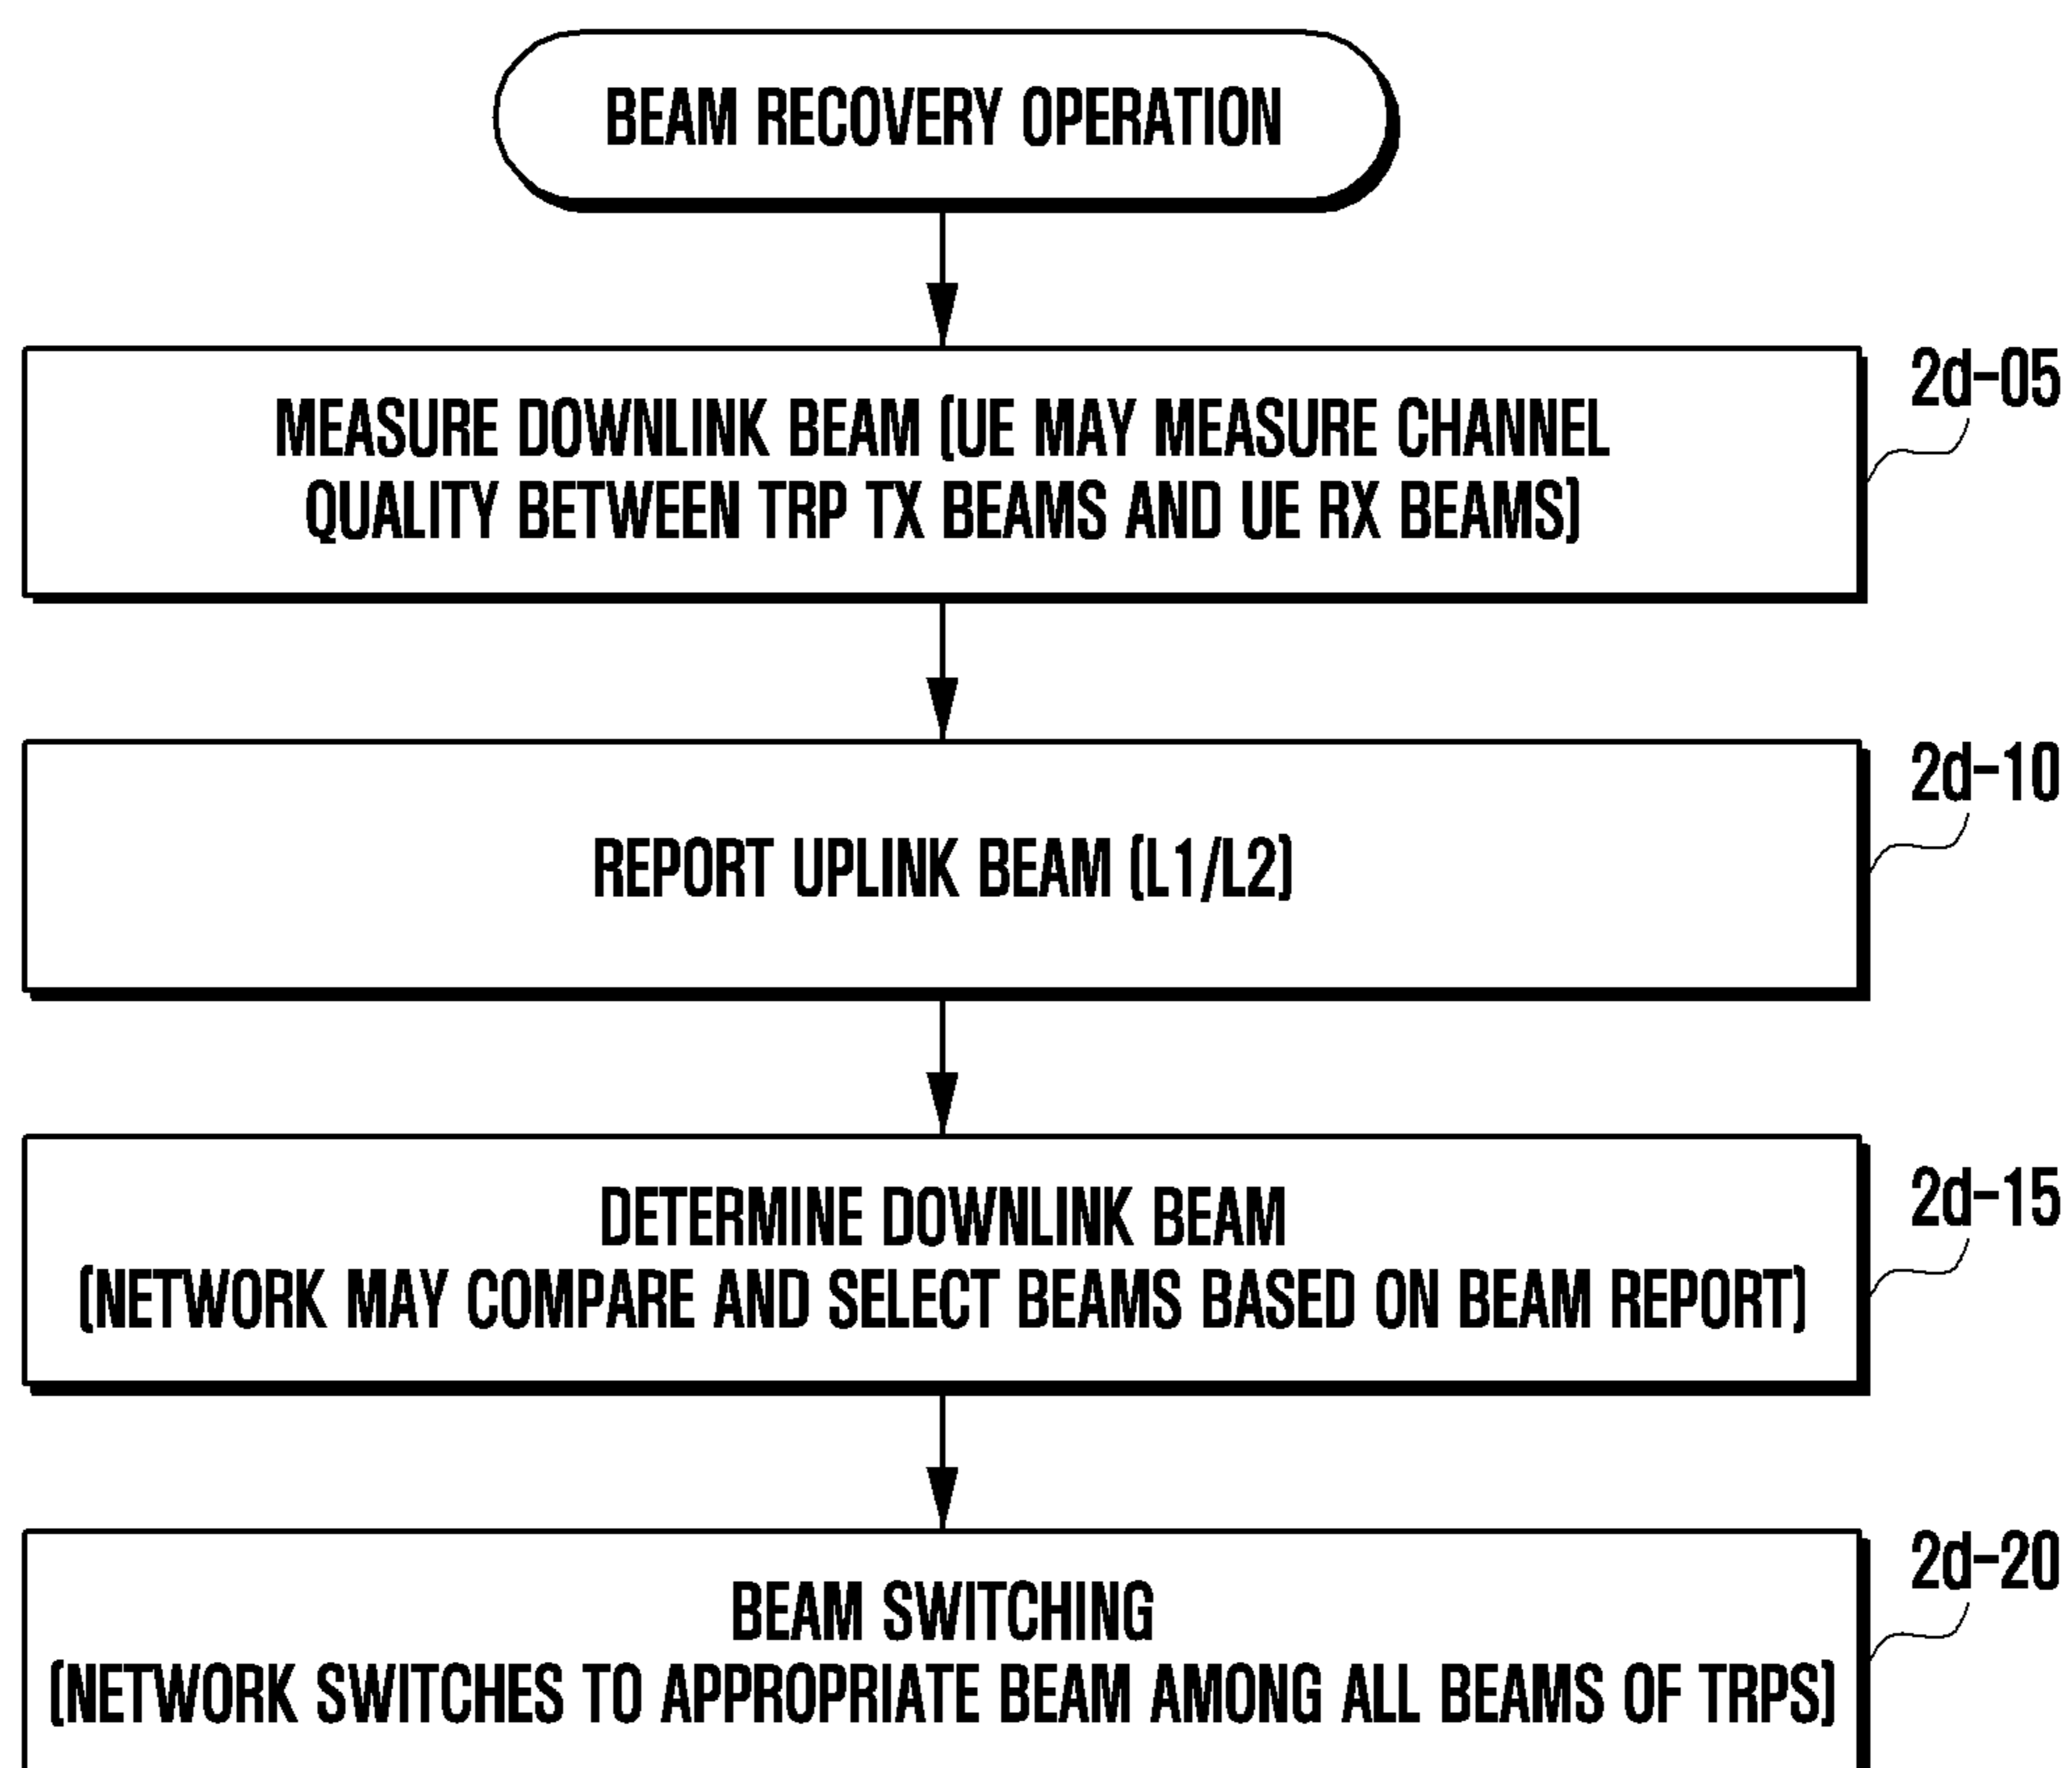 BEAM RECOVERY OPERATION
2d-05
MEASURE DOWNLINK BEAM (UE MAY MEASURE CHANNEL
QUALITY BETWEEN TRP TX BEAMS AND UE RX BEAMS)
2d-10
REPORT UPLINK BEAM (L1/L2)
2d-15
DETERMINE DOWNLINK BEAM
(NETWORK MAY COMPARE AND SELECT BEAMS BASED ON BEAM REPORT)
2d-20
BEAM SWITCHING
(NETWORK SWITCHES TO APPROPRIATE BEAM AMONG ALL BEAMS OF TRPS)